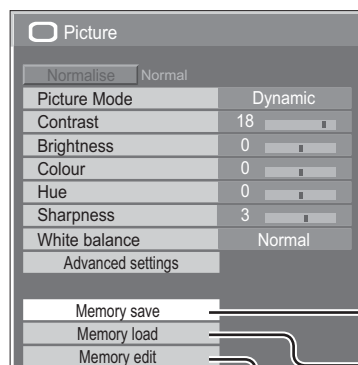 Picture
Normalise Normal
Picture Mode Dynamic
Contrast 18
Brightness 0
Colour 0
Hue 0
Sharpness 3
White balance Normal
Advanced settings
Memory save
Memory load
Memory edit